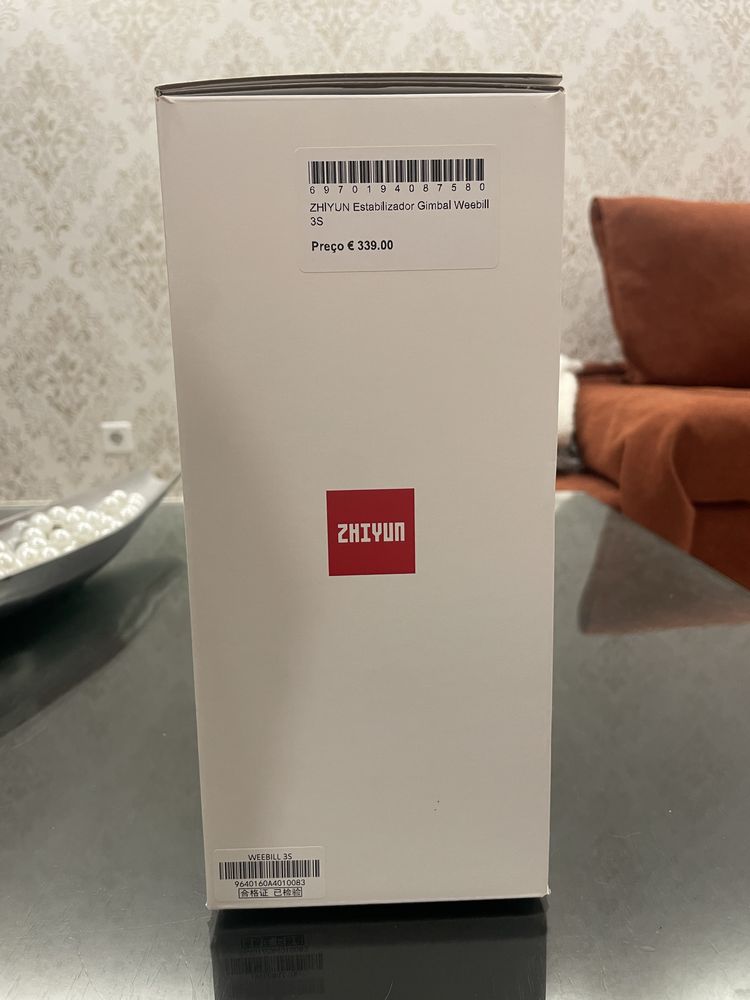 6970194087580
ZHIYUN Estabilizador Gimbal Weebill
3S
Preço € 339.00
ZHIYUN
WEEBILL 3S
9640160A4010083
合格证 已检验